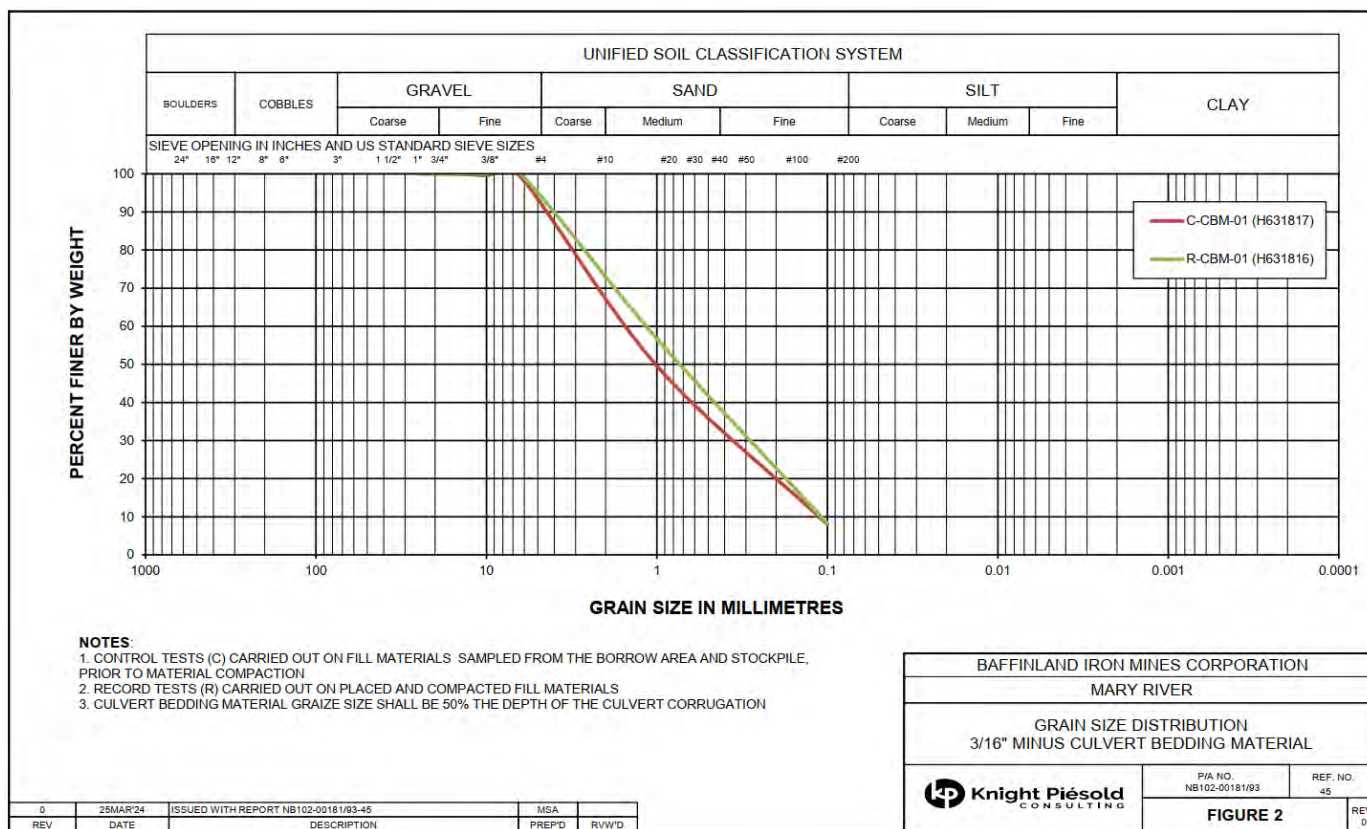 UNIFIED SOIL CLASSIFICATION SYSTEM
BOULDERS COBBLES GRAVEL SAND SILT CLAY
Coarse Fine Coarse Medium Fine Coarse Medium Fine
SIEVE OPENING IN INCHES AND US STANDARD SIEVE SIZES
24" 16" 12" 8" 6" 3" 1 1/2" 1" 3/4" 3/8" #4 #10 #20 #30 #40 #50 #100 #200
100
90
80
70
60
50
40
30
20
10
0
PERCENT FINER BY WEIGHT
C-CBM-01 (H631817)
R-CBM-01 (H631816)
1000 100 10 1 0.1 0.01 0.001 0.0001
GRAIN SIZE IN MILLIMETRES
NOTES:
1. CONTROL TESTS (C) CARRIED OUT ON FILL MATERIALS SAMPLED FROM THE BORROW AREA AND STOCKPILE,
PRIOR TO MATERIAL COMPACTION
2. RECORD TESTS (R) CARRIED OUT ON PLACED AND COMPACTED FILL MATERIALS
3. CULVERT BEDDING MATERIAL GRAIZE SIZE SHALL BE 50% THE DEPTH OF THE CULVERT CORRUGATION
BAFFINLAND IRON MINES CORPORATION
MARY RIVER
GRAIN SIZE DISTRIBUTION
3/16" MINUS CULVERT BEDDING MATERIAL
kp Knight Piésold
CONSULTING
P/A NO.
NB102-00181/93
REF. NO.
45
FIGURE 2
REV
0
0 25MAR'24 ISSUED WITH REPORT NB102-00181/93-45 MSA
REV DATE DESCRIPTION PREP'D RVW'D